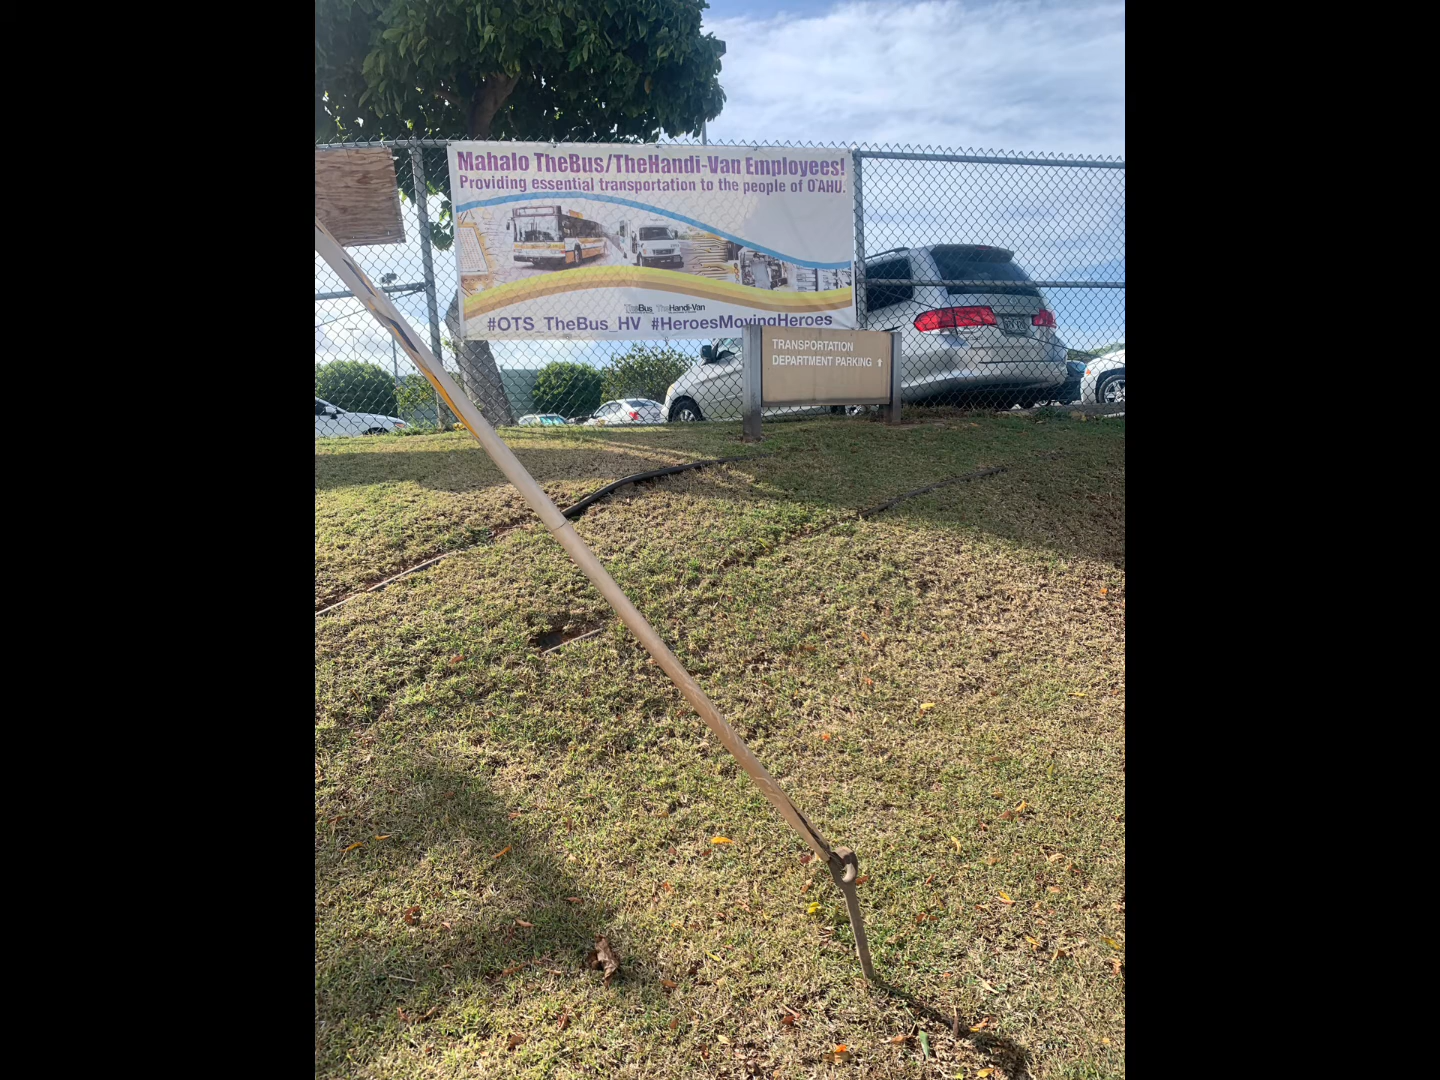 Mahalo TheBus/TheHandi-Van Employees!
Providing essential transportation to the people of O`AHU.
TheBus TheHandi-Van
#OTS_TheBus_HV #HeroesMovingHeroes
TRANSPORTATION
DEPARTMENT PARKING ↑